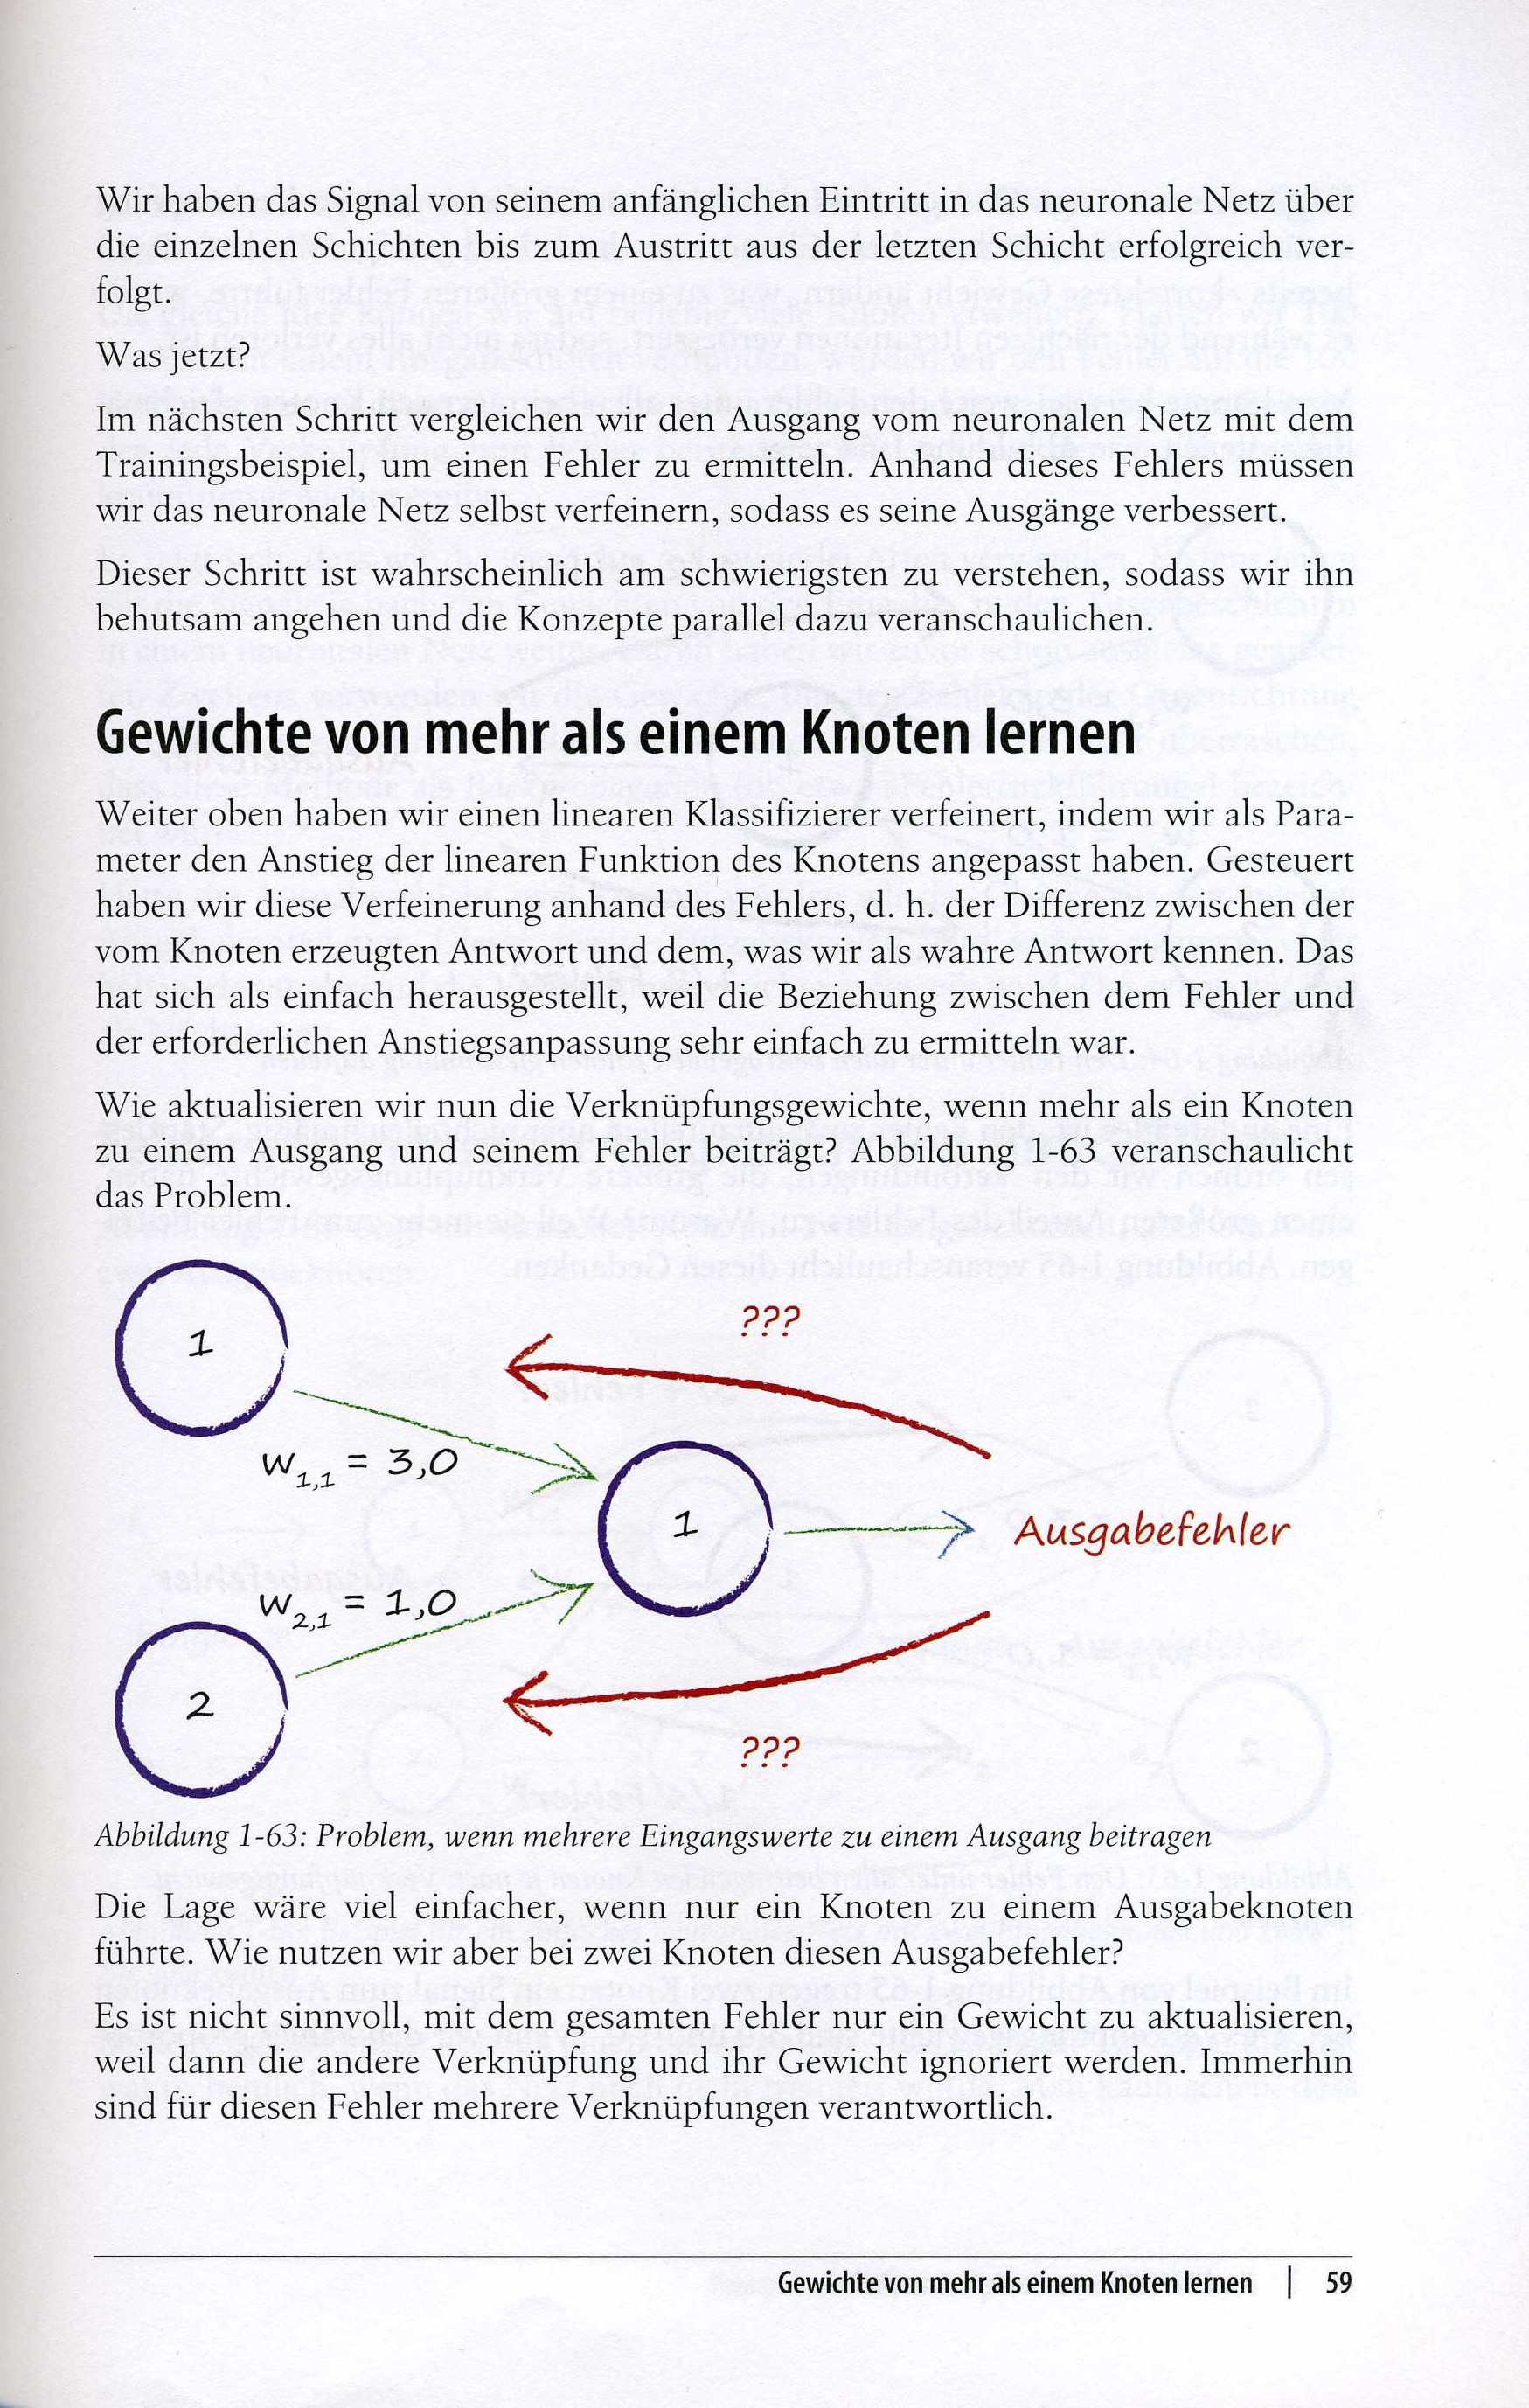 Wir haben das Signal von seinem anfänglichen Eintritt in das neuronale Netz über
die einzelnen Schichten bis zum Austritt aus der letzten Schicht erfolgreich ver-
folgt.
Was jetzt?
Im nächsten Schritt vergleichen wir den Ausgang vom neuronalen Netz mit dem
Trainingsbeispiel, um einen Fehler zu ermitteln. Anhand dieses Fehlers müssen
wir das neuronale Netz selbst verfeinern, sodass es seine Ausgänge verbessert.
Dieser Schritt ist wahrscheinlich am schwierigsten zu verstehen, sodass wir ihn
behutsam angehen und die Konzepte parallel dazu veranschaulichen.
Gewichte von mehr als einem Knoten lernen
Weiter oben haben wir einen linearen Klassifizierer verfeinert, indem wir als Para-
meter den Anstieg der linearen Funktion des Knotens angepasst haben. Gesteuert
haben wir diese Verfeinerung anhand des Fehlers, d. h. der Differenz zwischen der
vom Knoten erzeugten Antwort und dem, was wir als wahre Antwort kennen. Das
hat sich als einfach herausgestellt, weil die Beziehung zwischen dem Fehler und
der erforderlichen Anstiegsanpassung sehr einfach zu ermitteln war.
Wie aktualisieren wir nun die Verknüpfungsgewichte, wenn mehr als ein Knoten
zu einem Ausgang und seinem Fehler beiträgt? Abbildung 1-63 veranschaulicht
das Problem.
???
1
w1,1 = 3,0
1
Ausgabefehler
w2,1 = 1,0
2
???
Abbildung 1-63: Problem, wenn mehrere Eingangswerte zu einem Ausgang beitragen
Die Lage wäre viel einfacher, wenn nur ein Knoten zu einem Ausgabeknoten
führte. Wie nutzen wir aber bei zwei Knoten diesen Ausgabefehler?
Es ist nicht sinnvoll, mit dem gesamten Fehler nur ein Gewicht zu aktualisieren,
weil dann die andere Verknüpfung und ihr Gewicht ignoriert werden. Immerhin
sind für diesen Fehler mehrere Verknüpfungen verantwortlich.
Gewichte von mehr als einem Knoten lernen | 59